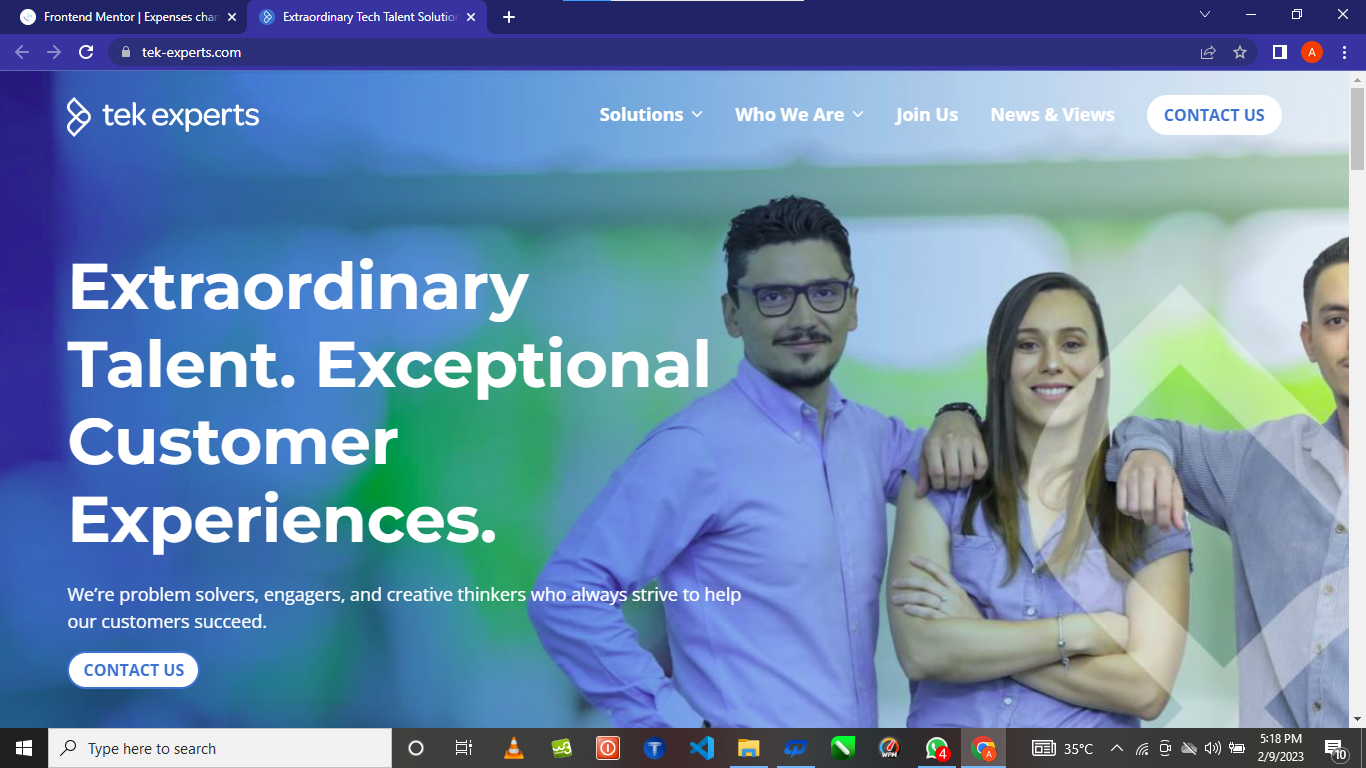 Frontend Mentor | Expenses char
Extraordinary Tech Talent Solution
tek-experts.com
A
tek experts
Solutions
Who We Are
Join Us
News & Views
CONTACT US
Extraordinary
Talent. Exceptional
Customer
Experiences.
We’re problem solvers, engagers, and creative thinkers who always strive to help
our customers succeed.
CONTACT US
Type here to search
T
WPM
4
A
35°C
5:18 PM
2/9/2023
10